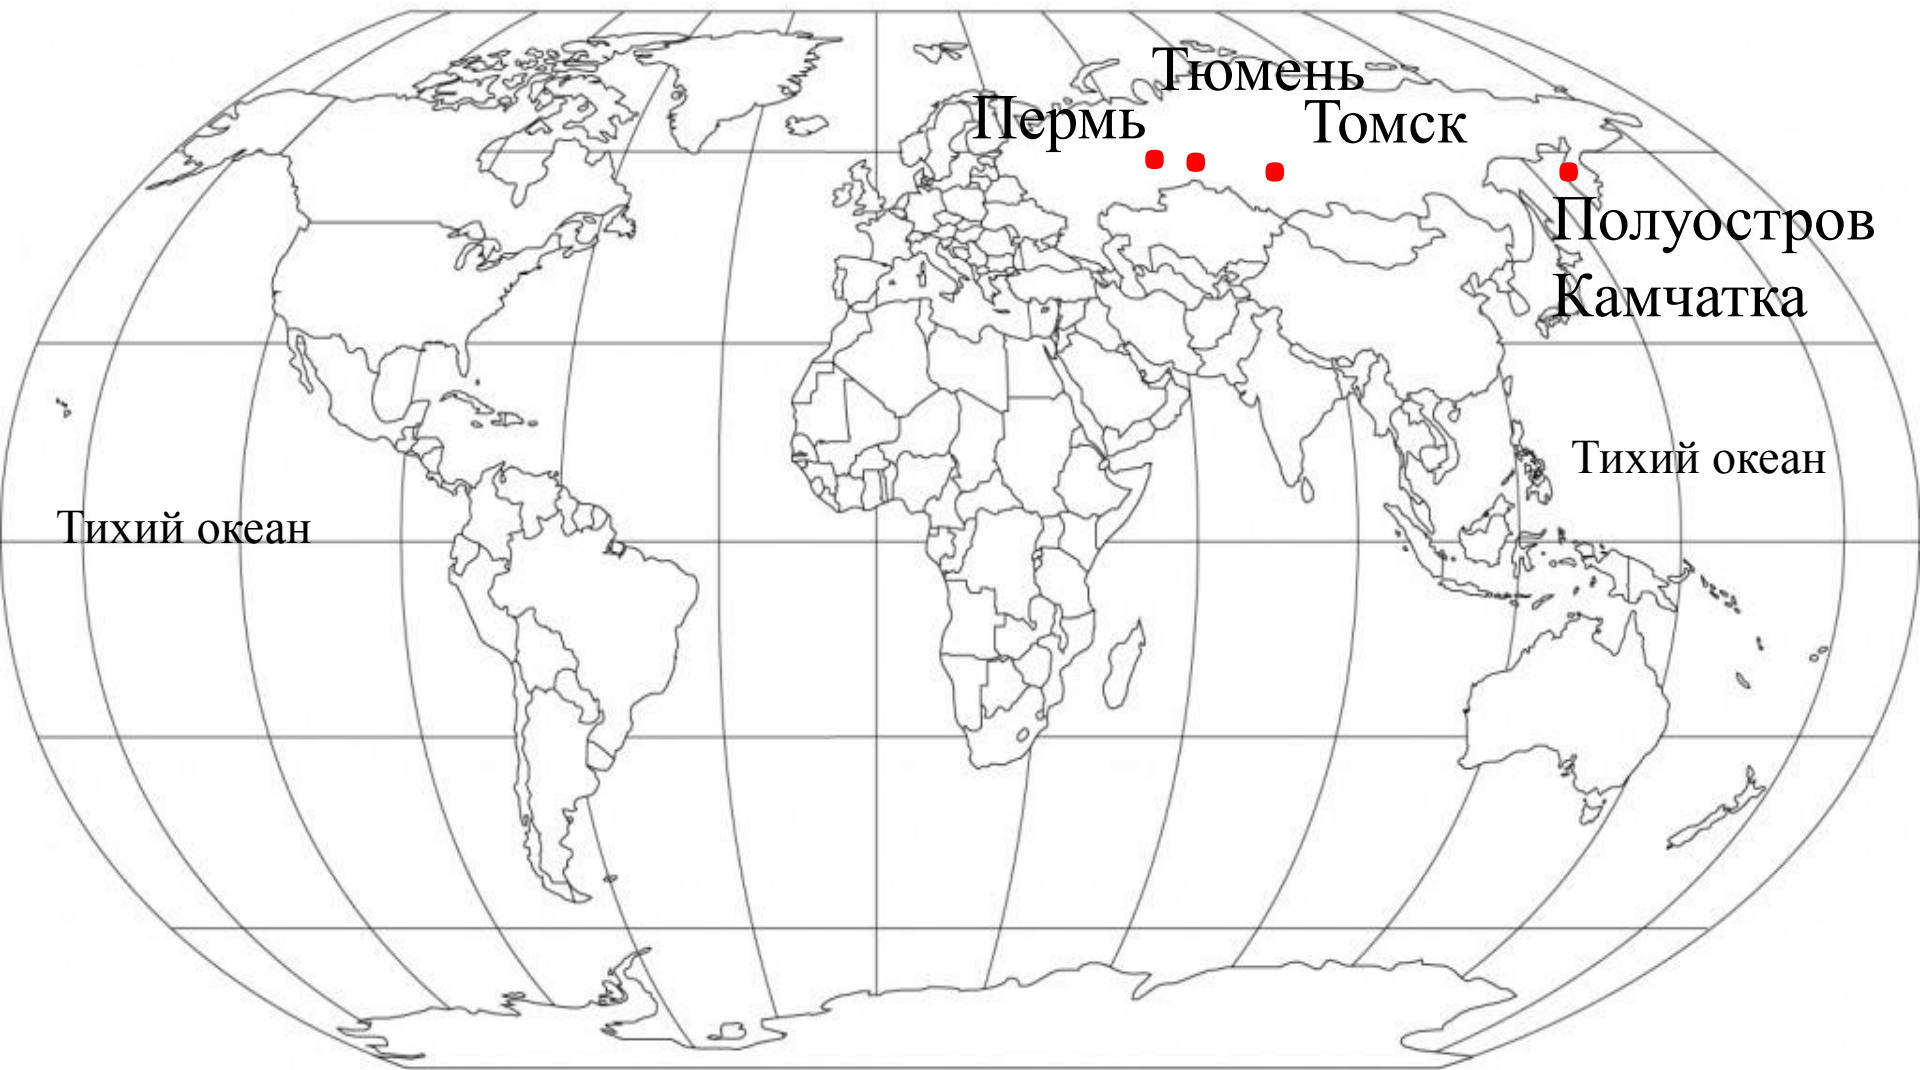 Тюмень
Пермь
Томск
Полуостров
Камчатка
Тихий океан
Тихий океан